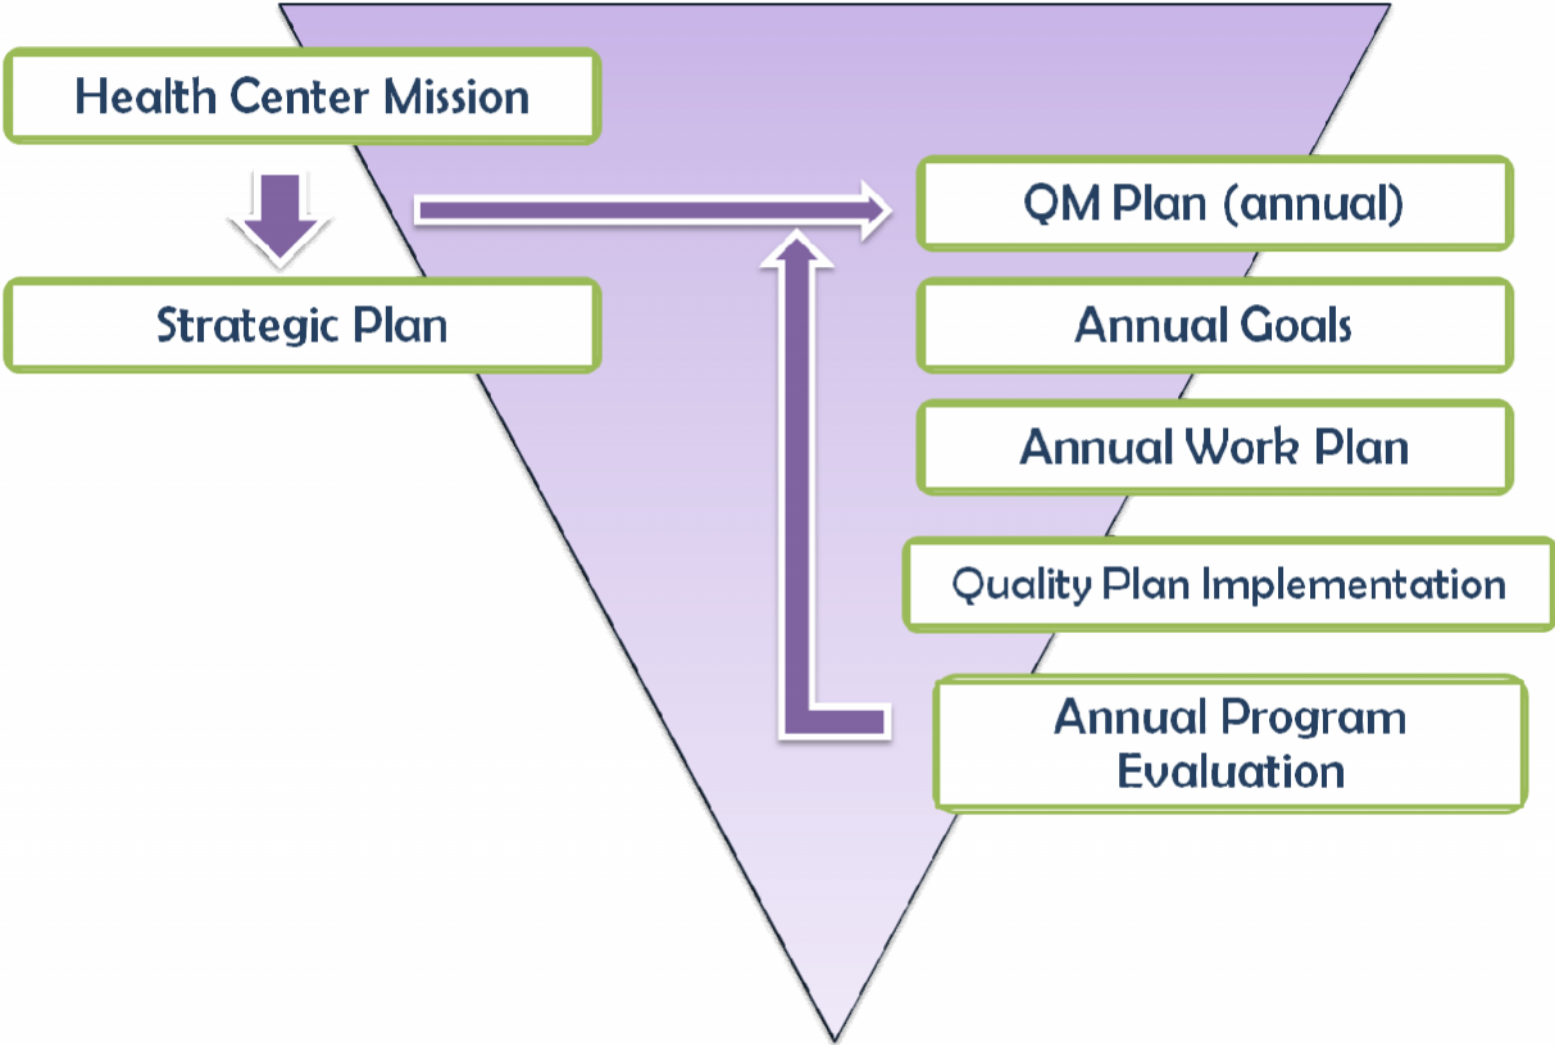 Health Center Mission
Strategic Plan
QM Plan (annual)
Annual Goals
Annual Work Plan
Quality Plan Implementation
Annual Program
Evaluation